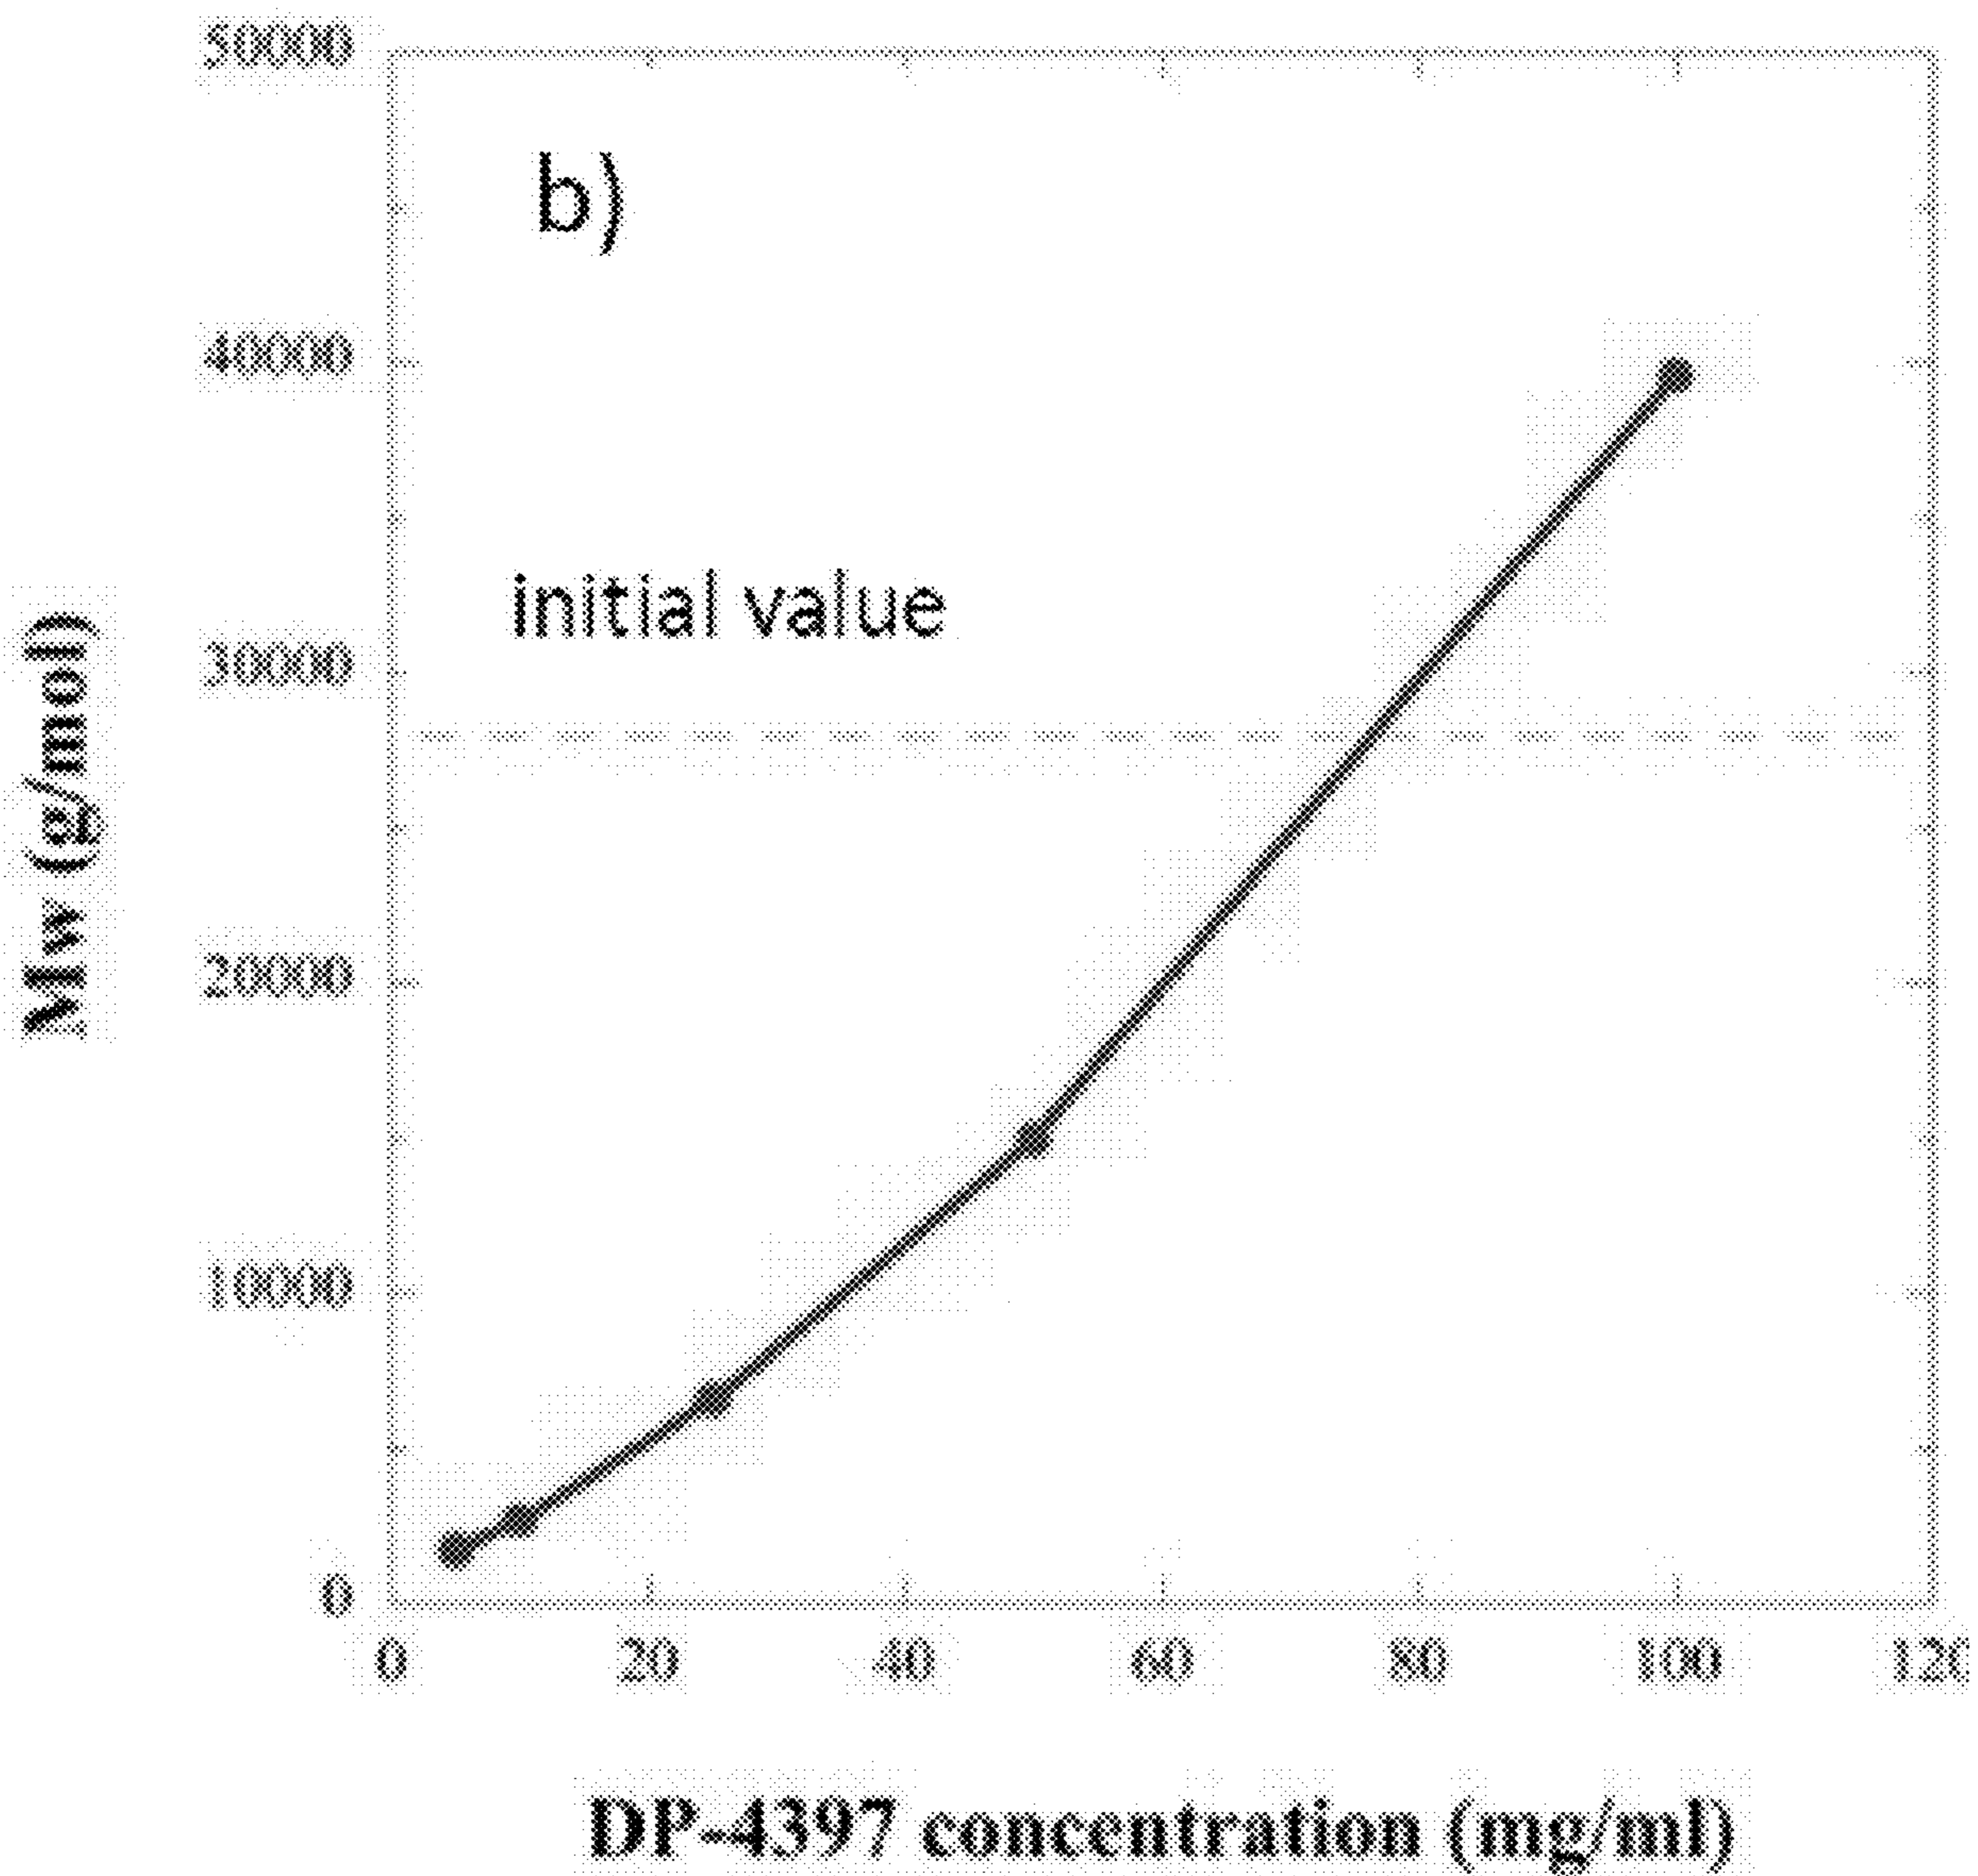 50000
b)
40000
initial value
30000
Mw (g/mol)
20000
10000
0
0 20 40 60 80 100 120
DP-4397 concentration (mg/ml)